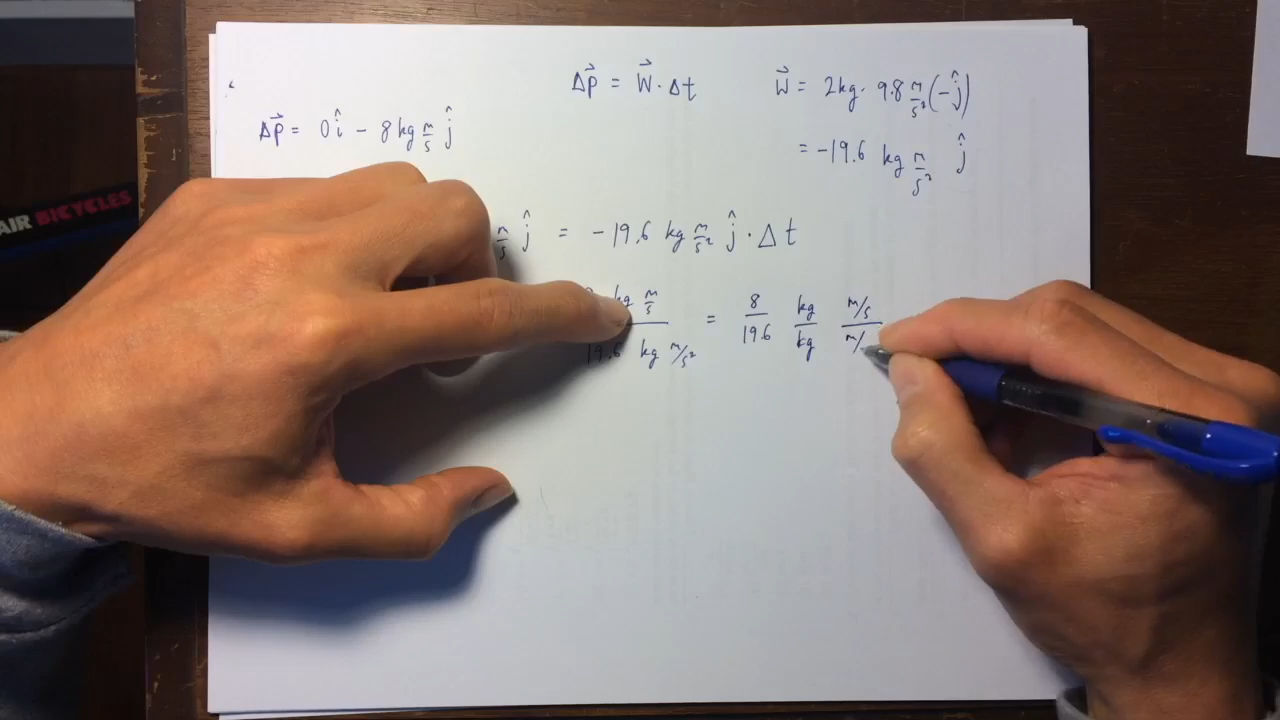 Δp⃗ = W⃗ · Δt
W⃗ = 2kg · 9.8 m/s² (-ĵ)
Δp⃗ = 0î - 8 kg m/s ĵ
= -19.6 kg m/s² ĵ
AIR BICYCLES
m/s ĵ = -19.6 kg m/s² ĵ · Δt
kg m/s / 19.6 kg m/s² = 8/19.6 kg/kg m/s / m/